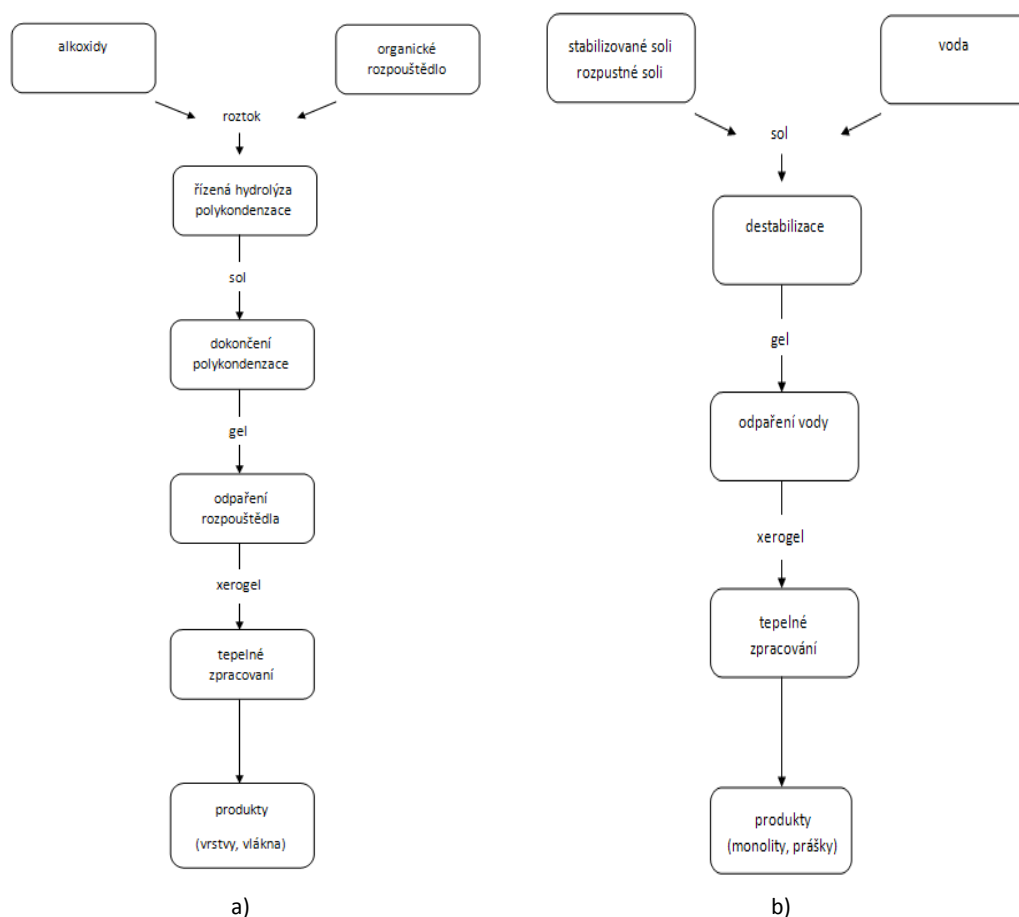 alkoxidy
organické
rozpouštědlo
roztok
řízená hydrolýza
polykondenzace
sol
dokončení
polykondenzace
gel
odpaření
rozpouštědla
xerogel
tepelné
zpracovaní
produkty
(vrstvy, vlákna)
a)
stabilizované soli
rozpustné soli
voda
sol
destabilizace
gel
odpaření vody
xerogel
tepelné
zpracování
produkty
(monolity, prášky)
b)